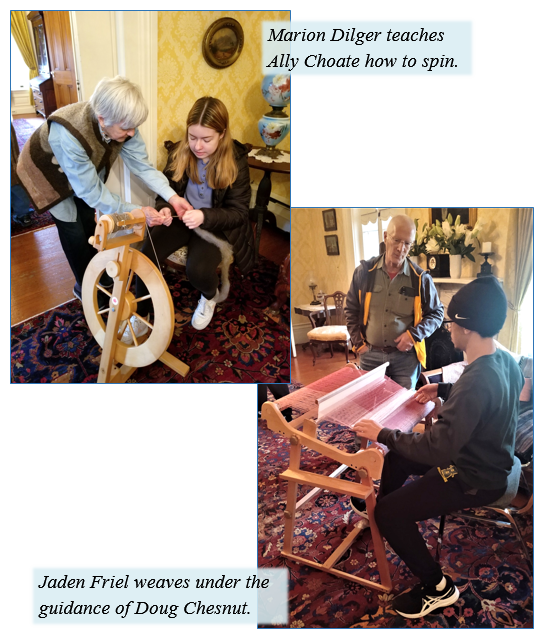 Marion Dilger teaches
Ally Choate how to spin.
Jaden Friel weaves under the
guidance of Doug Chesnut.